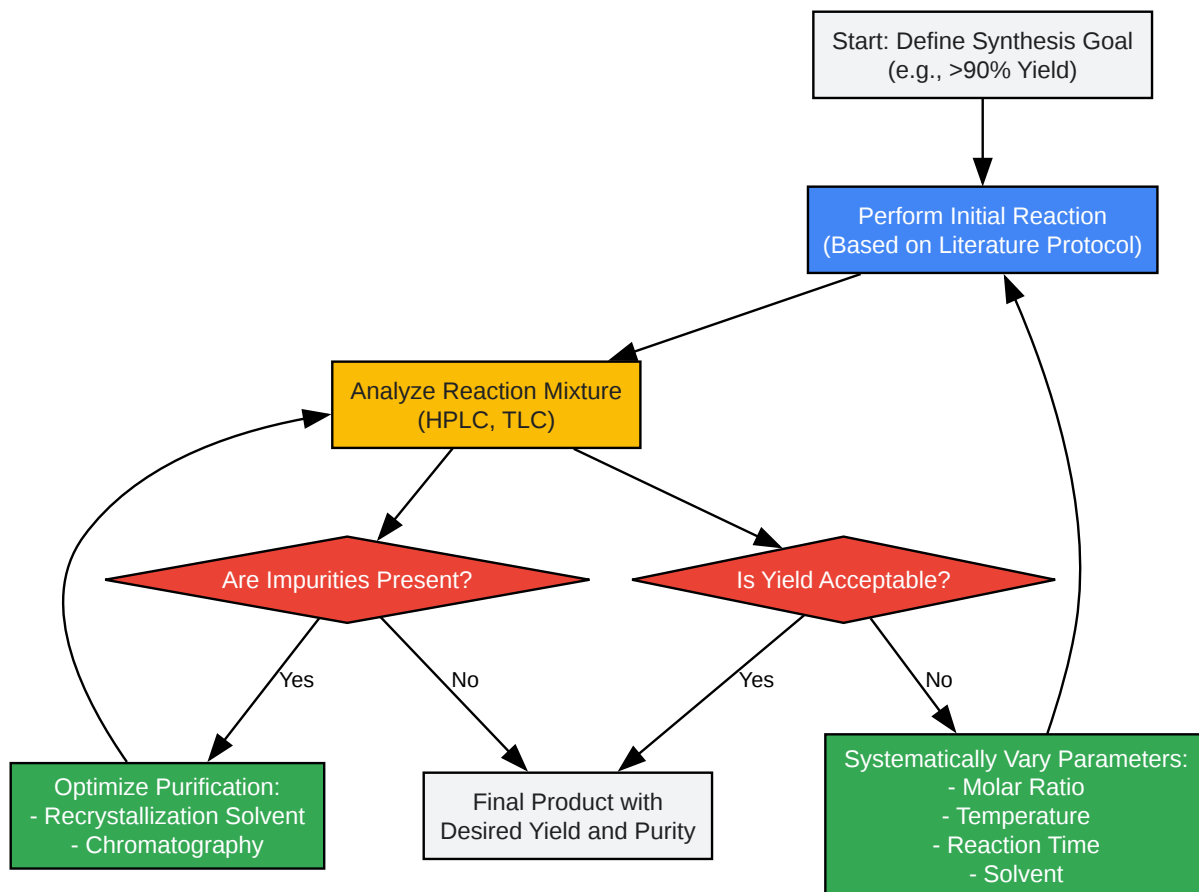 Start: Define Synthesis Goal
(e.g., >90% Yield)
Perform Initial Reaction
(Based on Literature Protocol)
Analyze Reaction Mixture
(HPLC, TLC)
Are Impurities Present?
Is Yield Acceptable?
Yes
No
Yes
No
Optimize Purification:
- Recrystallization Solvent
- Chromatography
Final Product with
Desired Yield and Purity
Systematically Vary Parameters:
- Molar Ratio
- Temperature
- Reaction Time
- Solvent